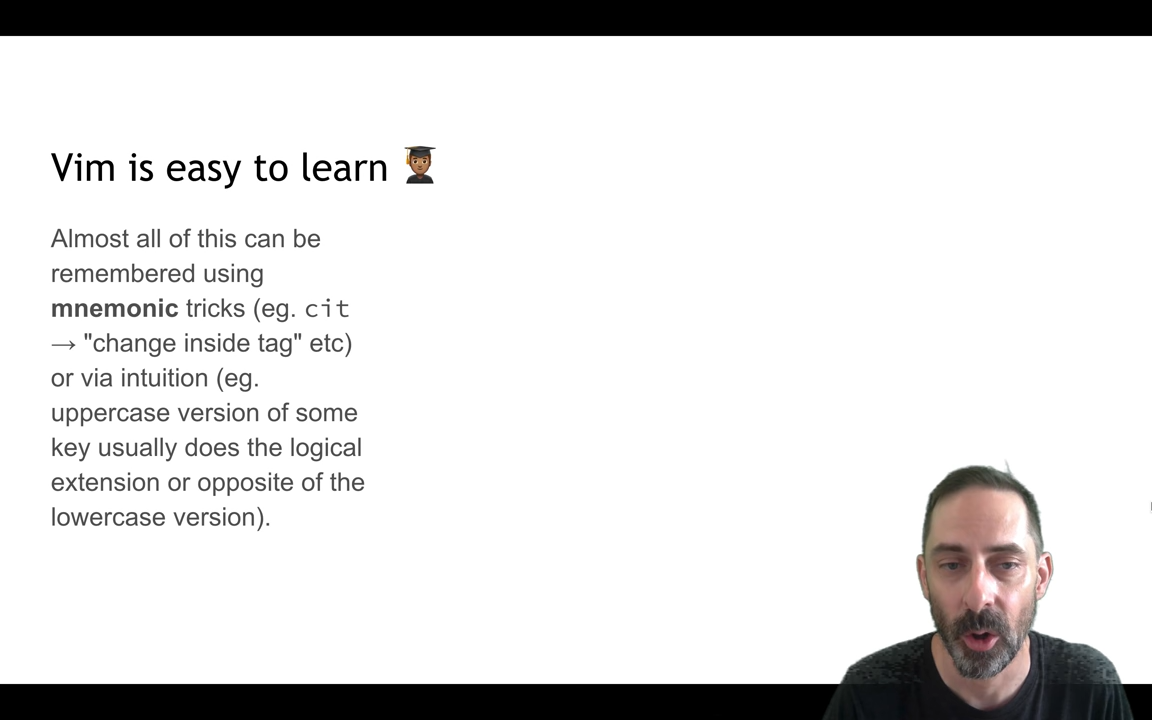 Vim is easy to learn 👨🏾‍🎓
Almost all of this can be
remembered using
mnemonic tricks (eg. cit
→ "change inside tag" etc)
or via intuition (eg.
uppercase version of some
key usually does the logical
extension or opposite of the
lowercase version).